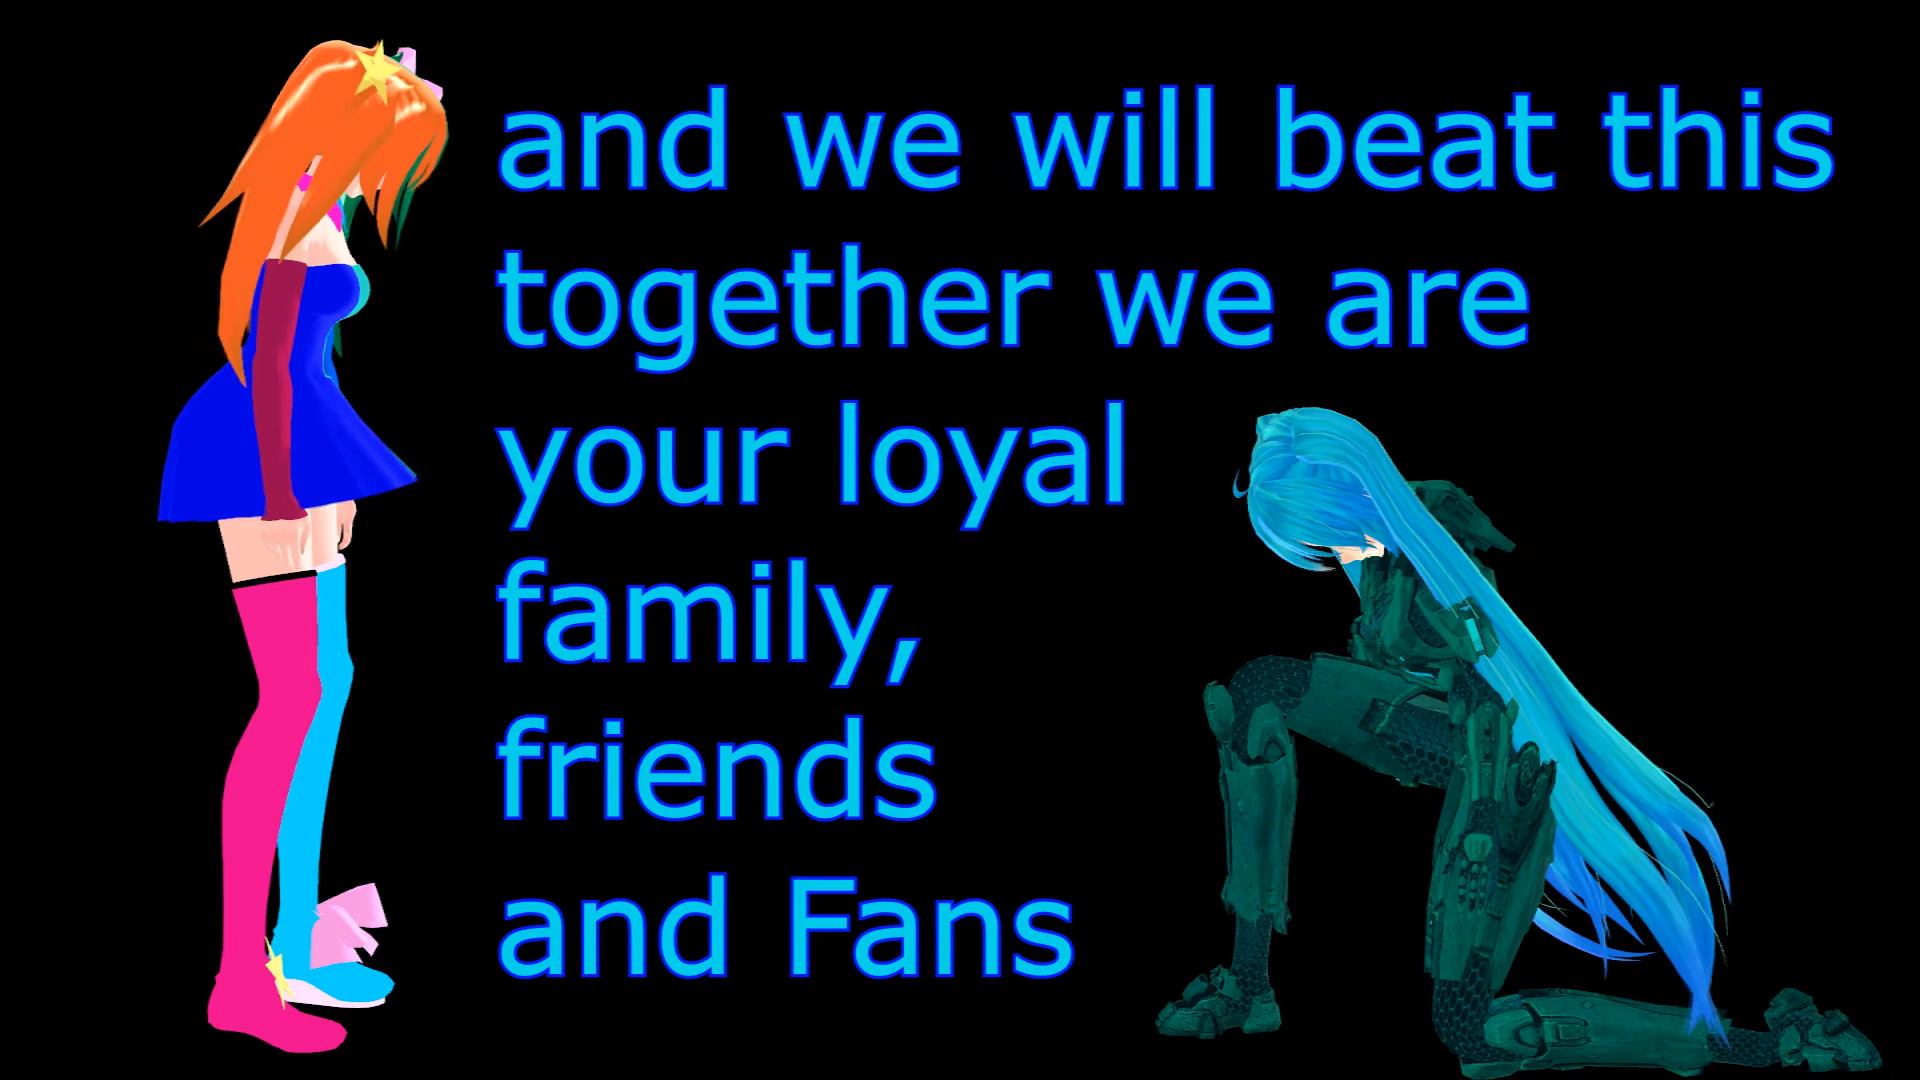 and we will beat this
together we are
your loyal
family,
friends
and Fans